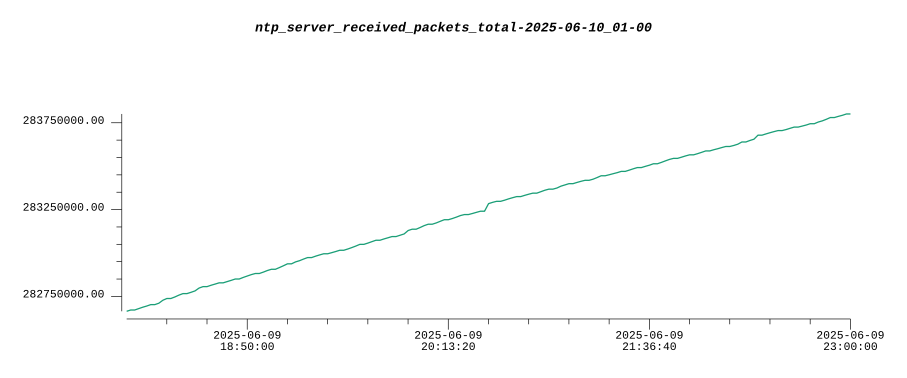 ntp_server_received_packets_total-2025-06-10_01-00
283750000.00
283250000.00
282750000.00
2025-06-09 2025-06-09 2025-06-09 2025-06-09
18:50:00 20:13:20 21:36:40 23:00:00